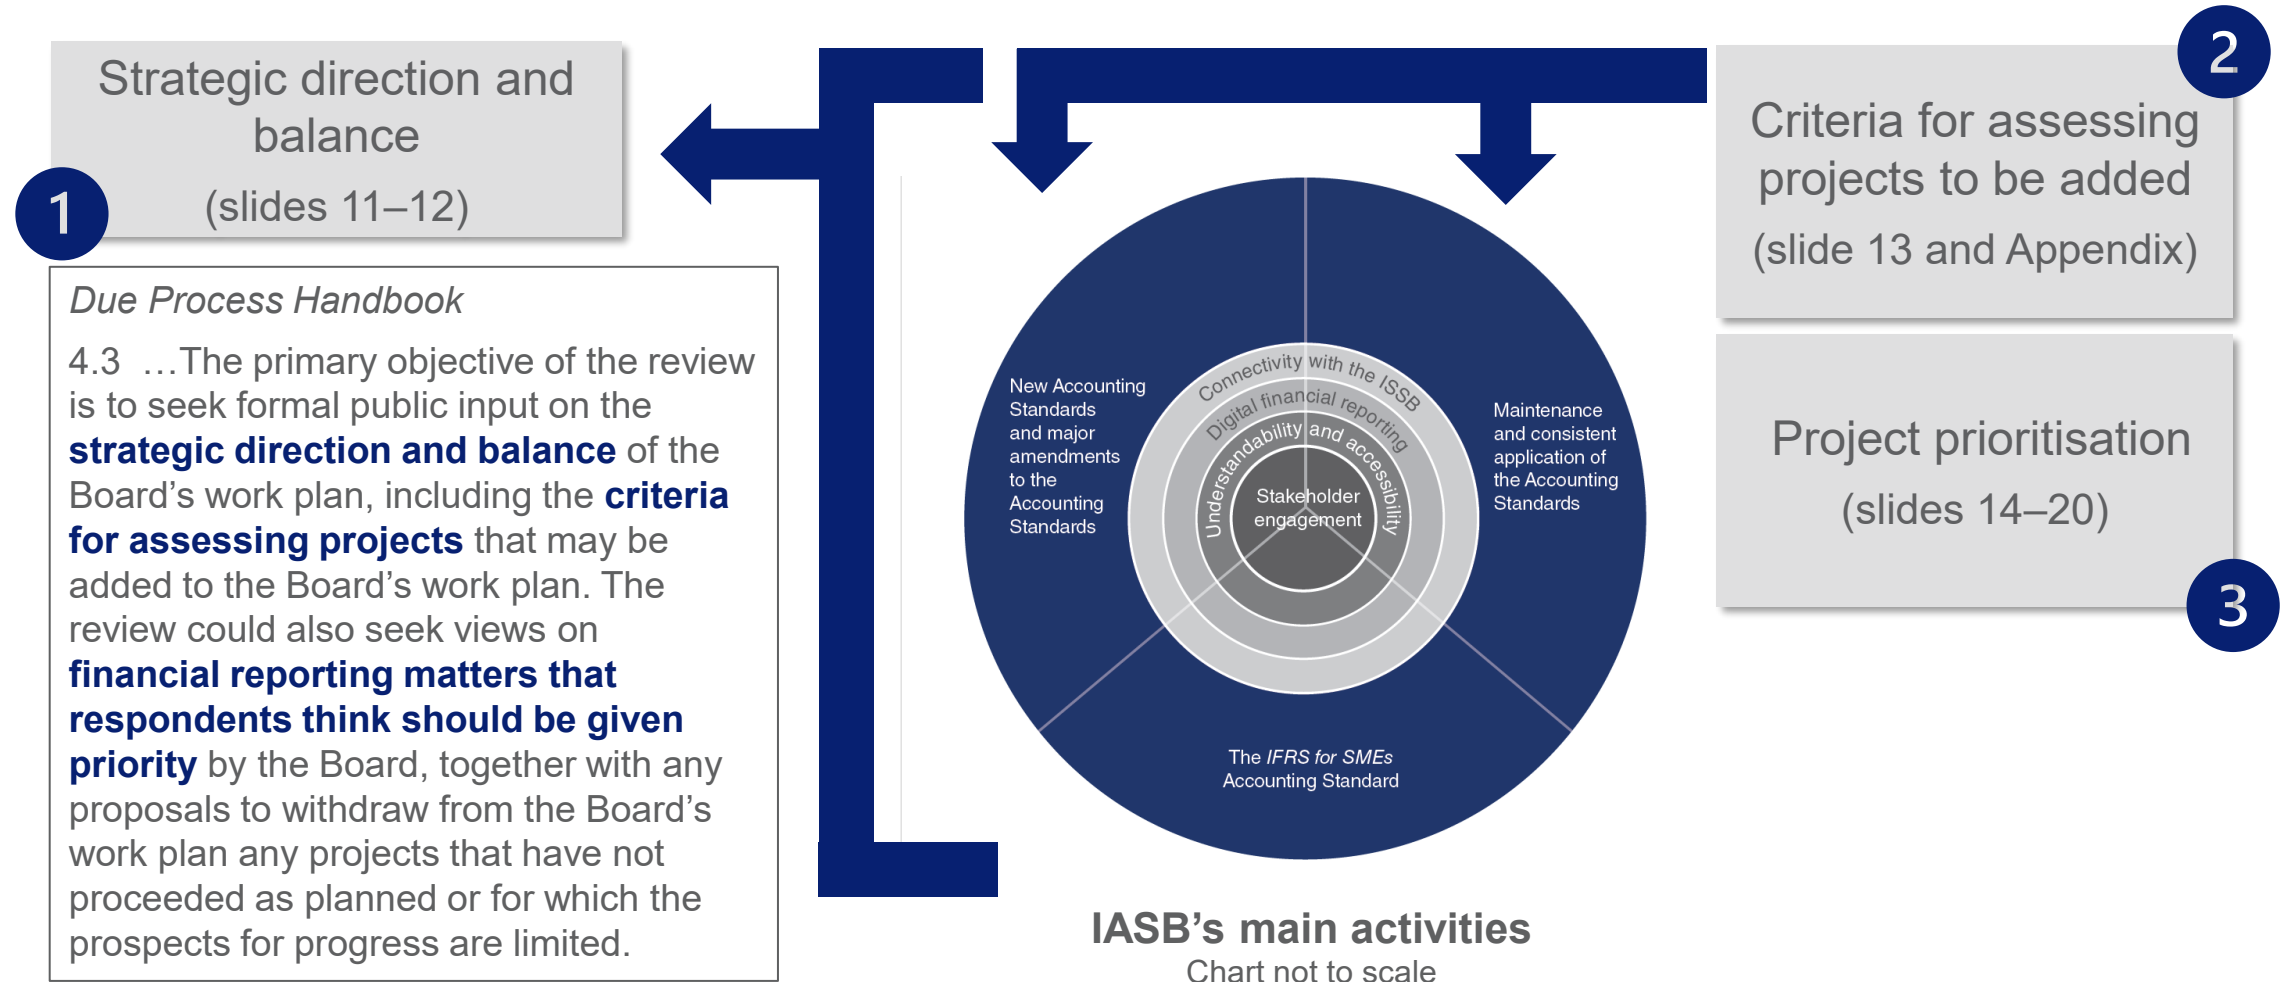 Strategic direction and
balance
(slides 11–12)
1
Due Process Handbook
4.3 …The primary objective of the review
is to seek formal public input on the
strategic direction and balance of the
Board’s work plan, including the criteria
for assessing projects that may be
added to the Board’s work plan. The
review could also seek views on
financial reporting matters that
respondents think should be given
priority by the Board, together with any
proposals to withdraw from the Board’s
work plan any projects that have not
proceeded as planned or for which the
prospects for progress are limited.
New Accounting
Standards
and major
amendments
to the
Accounting
Standards
Connectivity with the ISSB
Digital financial reporting
Understandability and accessibility
Stakeholder
engagement
Maintenance
and consistent
application of
the Accounting
Standards
The IFRS for SMEs
Accounting Standard
IASB’s main activities
Chart not to scale
2
Criteria for assessing
projects to be added
(slide 13 and Appendix)
Project prioritisation
(slides 14–20)
3